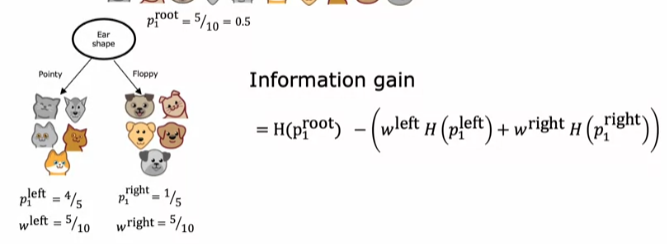 p₁^root = 5/10 = 0.5
Ear
shape
Pointy
Floppy
Information gain
= H(p₁^root) − (w^left H (p₁^left) + w^right H (p₁^right))
p₁^left = 4/5
p₁^right = 1/5
w^left = 5/10
w^right = 5/10